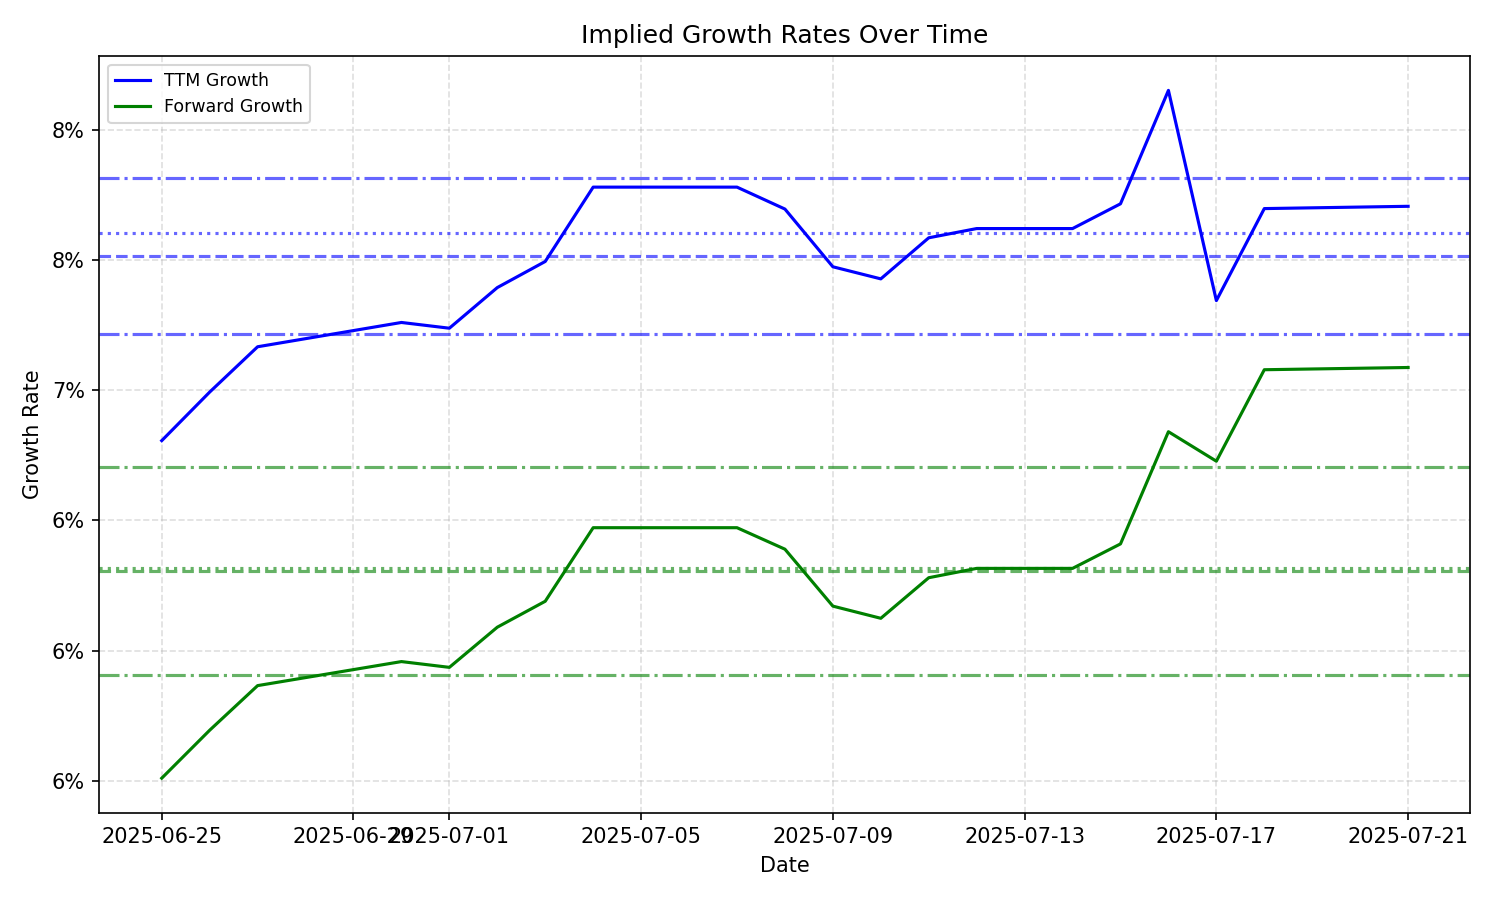 Implied Growth Rates Over Time
TTM Growth
Forward Growth
8%
8%
7%
6%
6%
6%
Growth Rate
2025-06-25
2025-06-29
2025-07-01
2025-07-05
2025-07-09
2025-07-13
2025-07-17
2025-07-21
Date